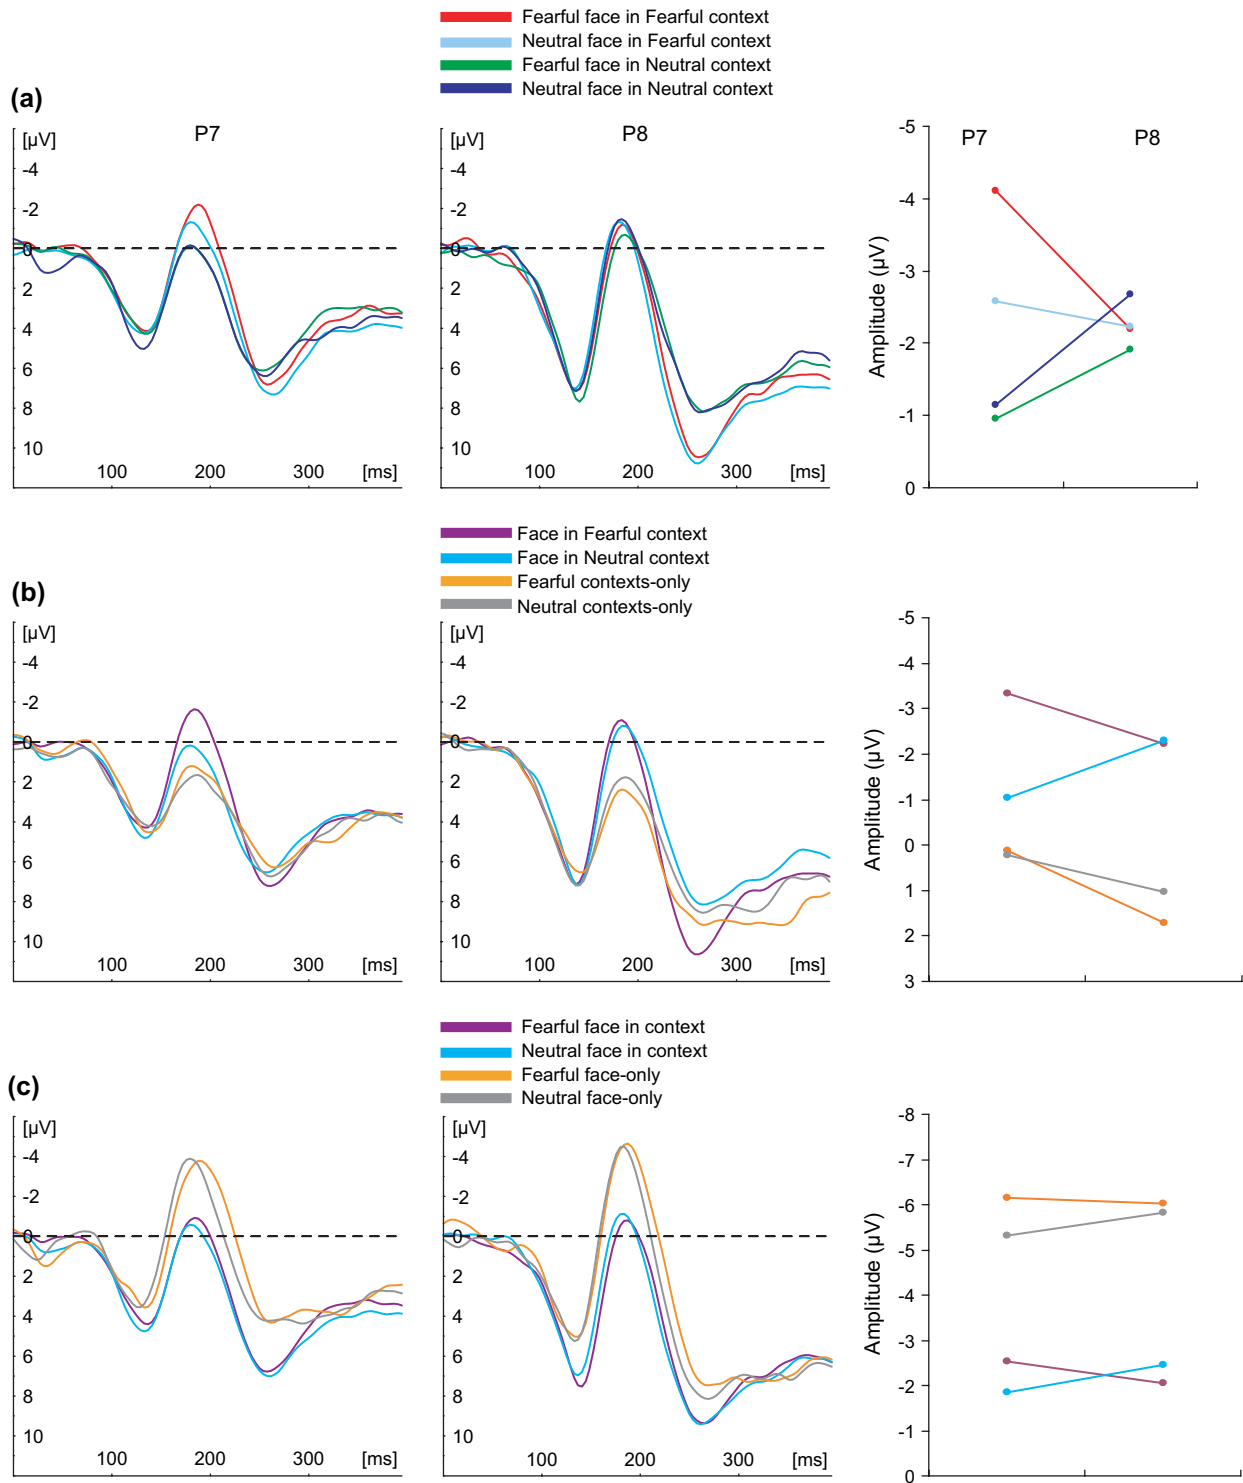 Fearful face in Fearful context
Neutral face in Fearful context
Fearful face in Neutral context
Neutral face in Neutral context
(a)
[µV] P7
-4
-2
0
2
4
6
8
10
100 200 300 [ms]
[µV] P8
-4
-2
0
2
4
6
8
10
100 200 300 [ms]
P7 P8
Amplitude (µV)
-5
-4
-3
-2
-1
0
Face in Fearful context
Face in Neutral context
Fearful contexts-only
Neutral contexts-only
(b)
[µV]
-4
-2
0
2
4
6
8
10
100 200 300 [ms]
[µV]
-4
-2
0
2
4
6
8
10
100 200 300 [ms]
Amplitude (µV)
-5
-4
-3
-2
-1
0
1
2
3
Fearful face in context
Neutral face in context
Fearful face-only
Neutral face-only
(c)
[µV]
-4
-2
0
2
4
6
8
10
100 200 300 [ms]
[µV]
-4
-2
0
2
4
6
8
10
100 200 300 [ms]
Amplitude (µV)
-8
-7
-6
-5
-4
-3
-2
-1
0